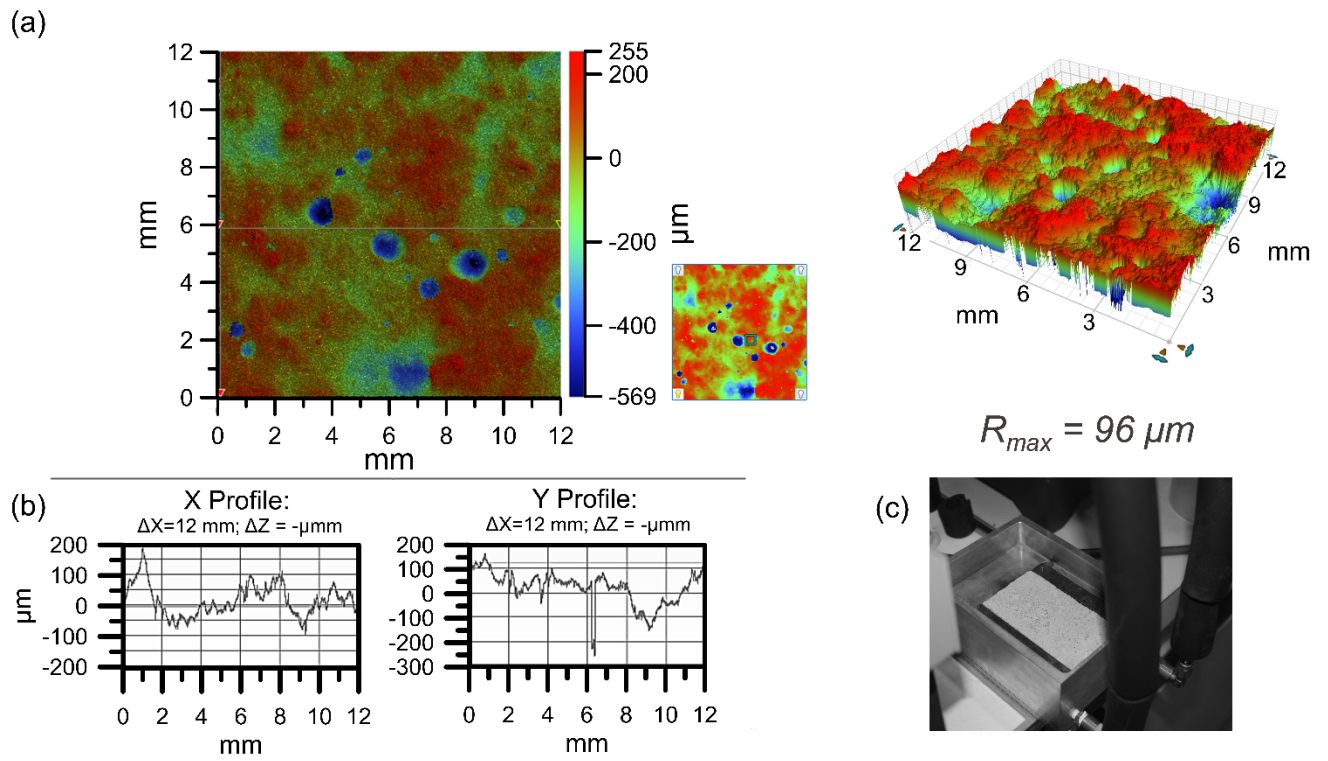 (a)
12
10
8
6
4
2
0
mm
0 2 4 6 8 10 12
mm
255
200
0
-200
-400
-569
µm
12
9
6
3
mm
12
9
6
3
mm
R_max = 96 µm
(b)
X Profile:
ΔX=12 mm; ΔZ = -µmm
200
100
0
-100
-200
µm
0 2 4 6 8 10 12
mm
Y Profile:
ΔX=12 mm; ΔZ = -µmm
200
100
0
-100
-200
-300
0 2 4 6 8 10 12
mm
(c)